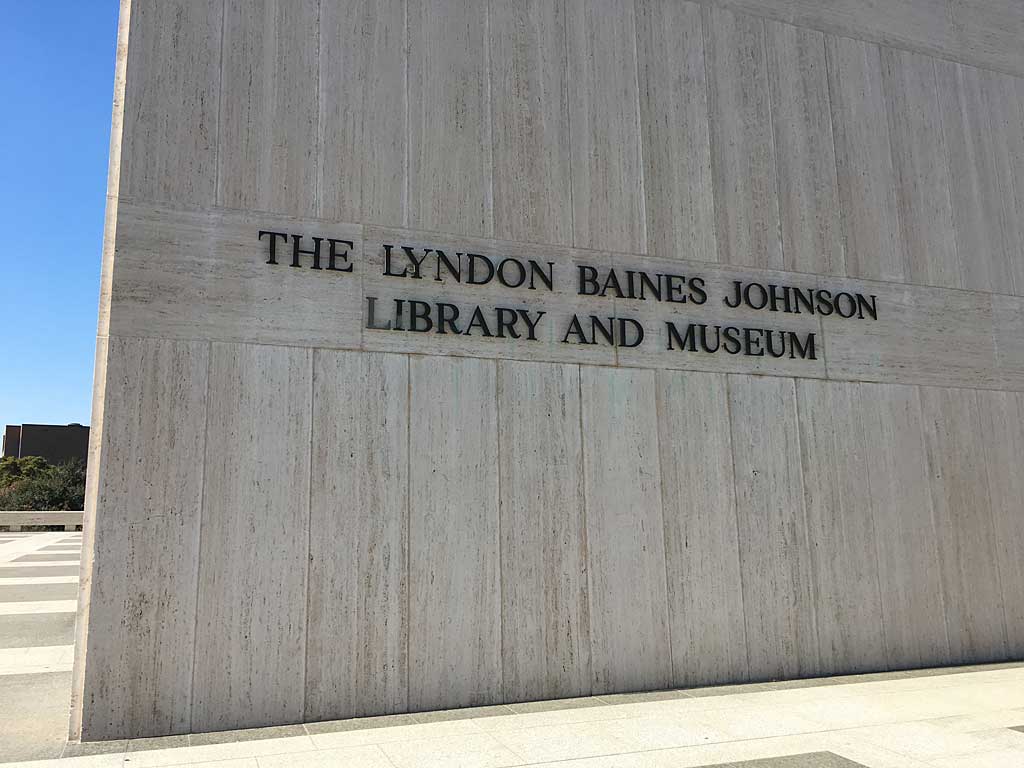 THE LYNDON BAINES JOHNSON
LIBRARY AND MUSEUM